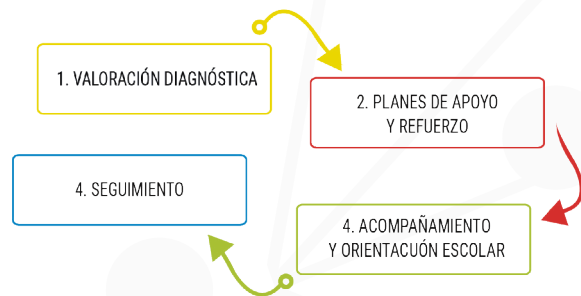 1. VALORACIÓN DIAGNÓSTICA
2. PLANES DE APOYO
Y REFUERZO
4. ACOMPAÑAMIENTO
Y ORIENTACUÓN ESCOLAR
4. SEGUIMIENTO